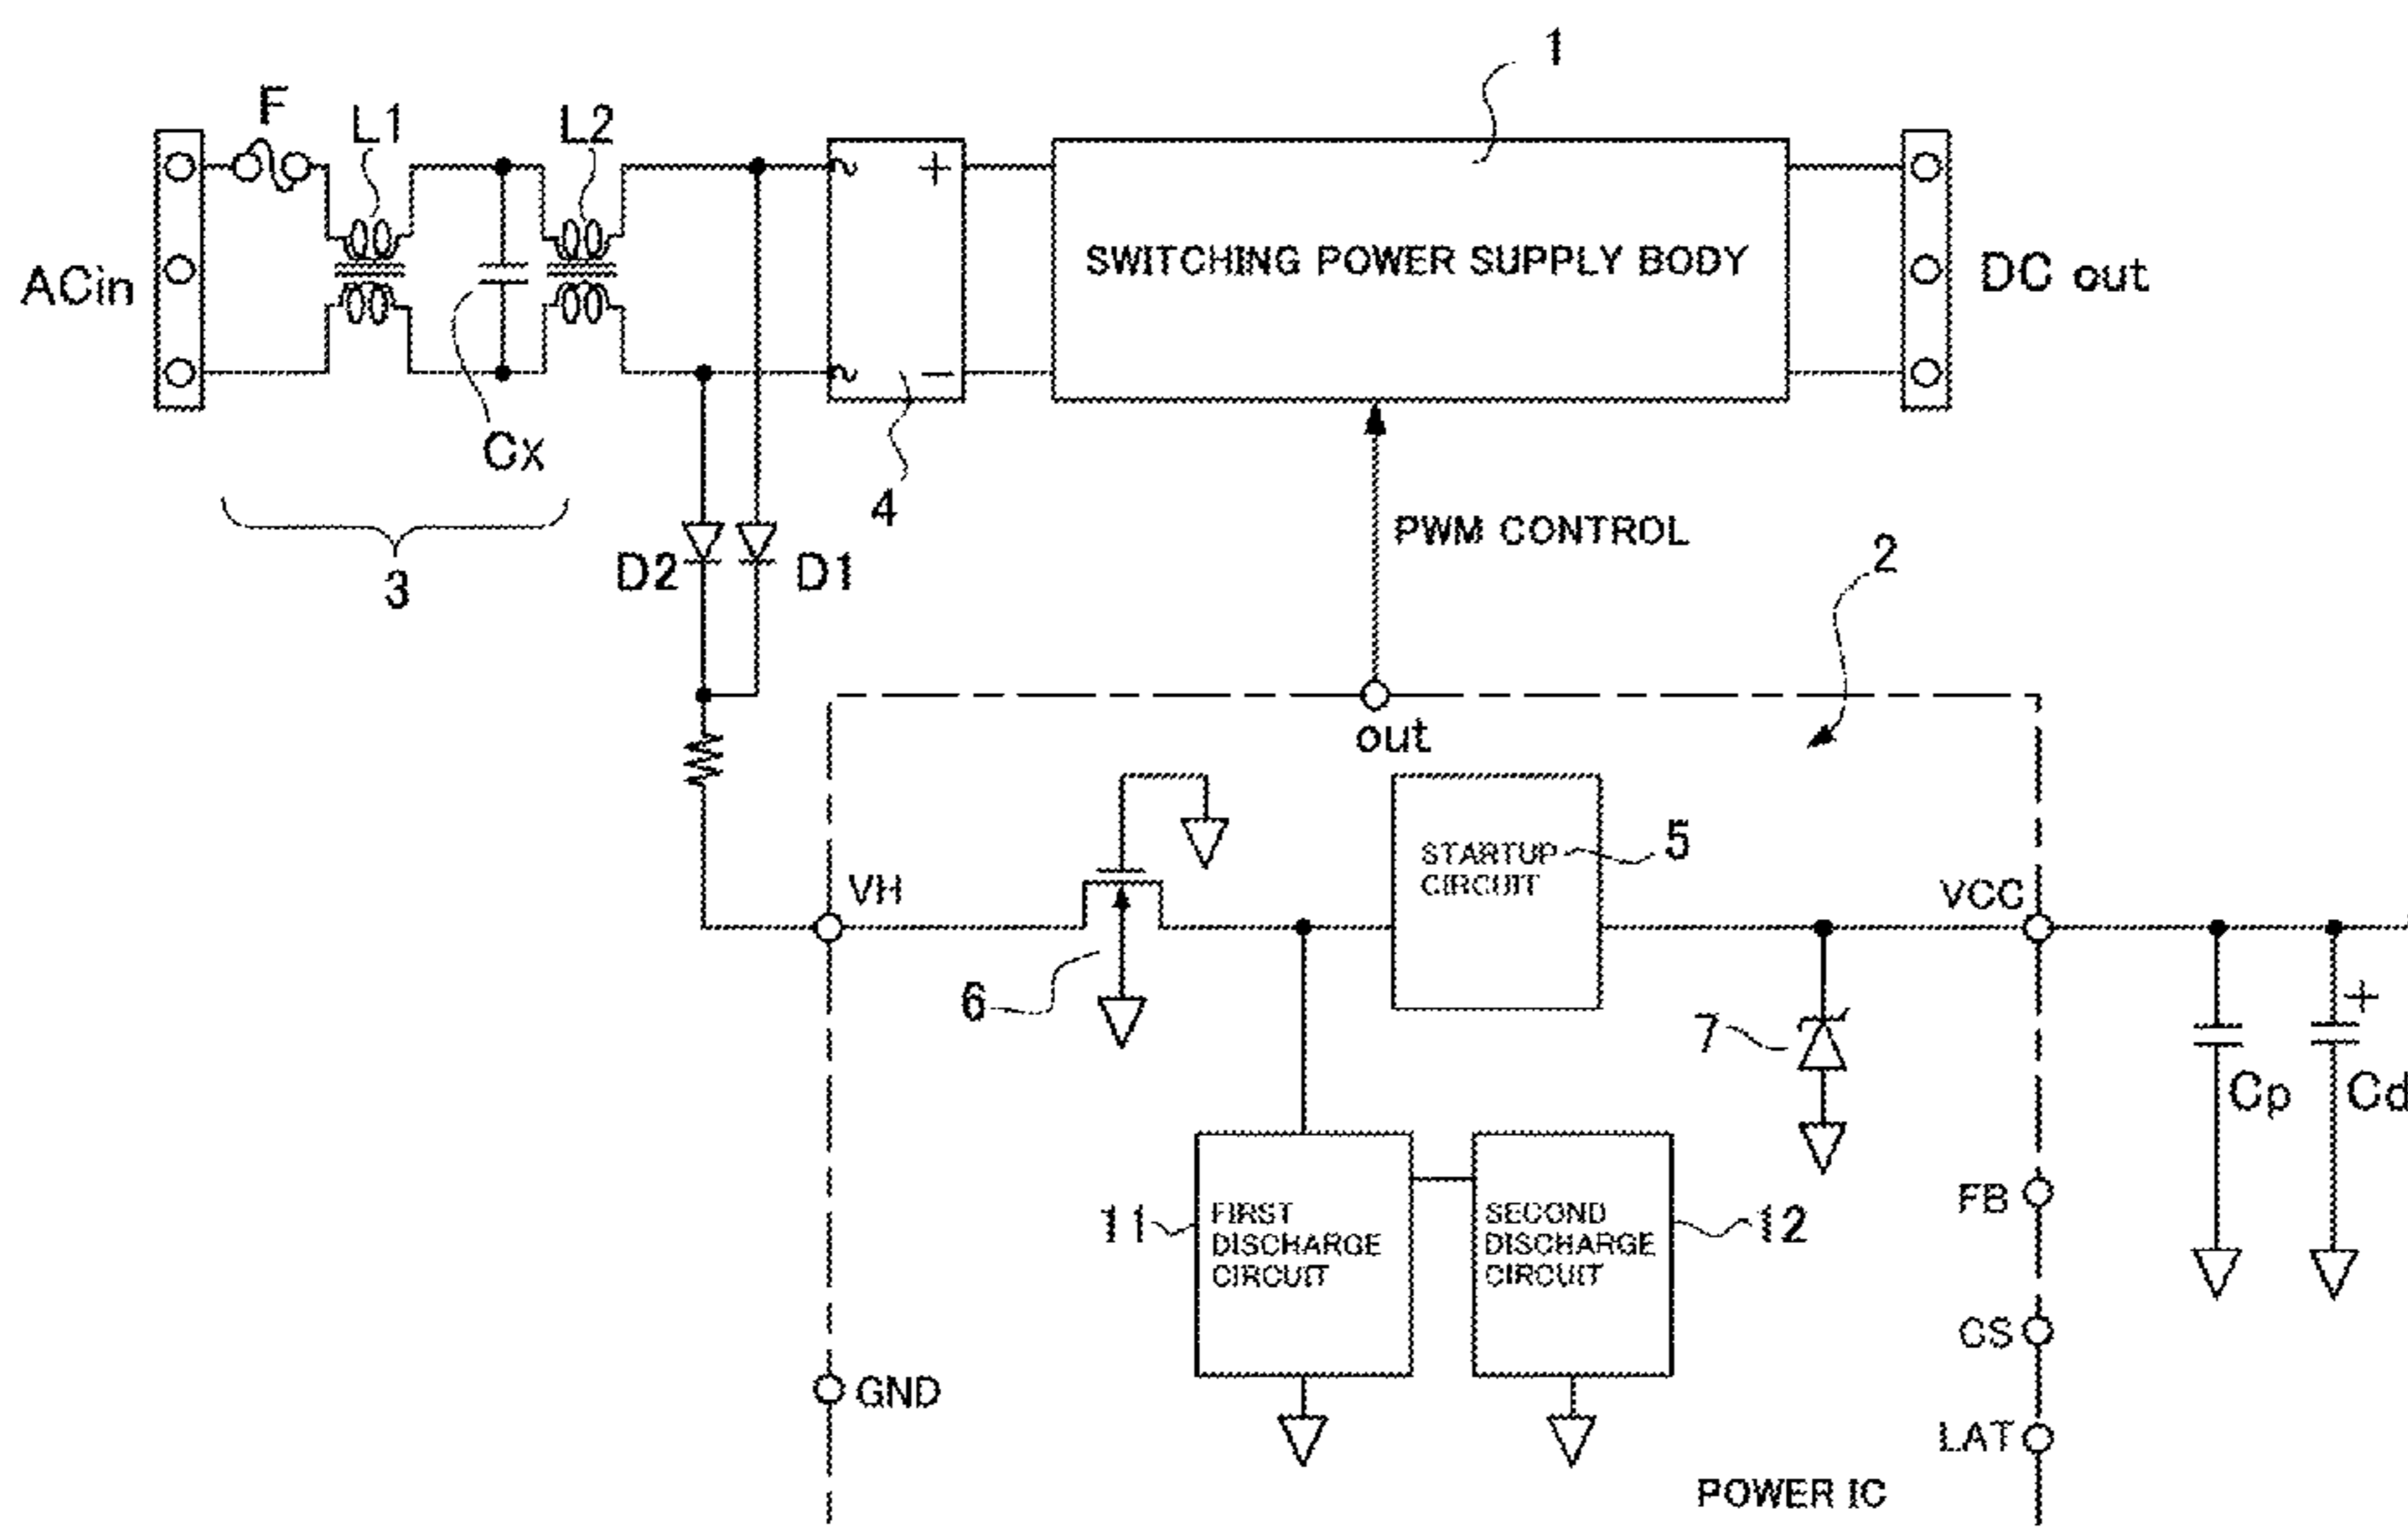 1
F
L1
L2
~
+
SWITCHING POWER SUPPLY BODY
ACin
DC out
~
−
Cx
4
3
D2
D1
PWM CONTROL
2
out
STARTUP
CIRCUIT
5
VH
VCC
6
7
+
Cp
Cd
11
FIRST
DISCHARGE
CIRCUIT
SECOND
DISCHARGE
CIRCUIT
12
FB
CS
GND
LAT
POWER IC